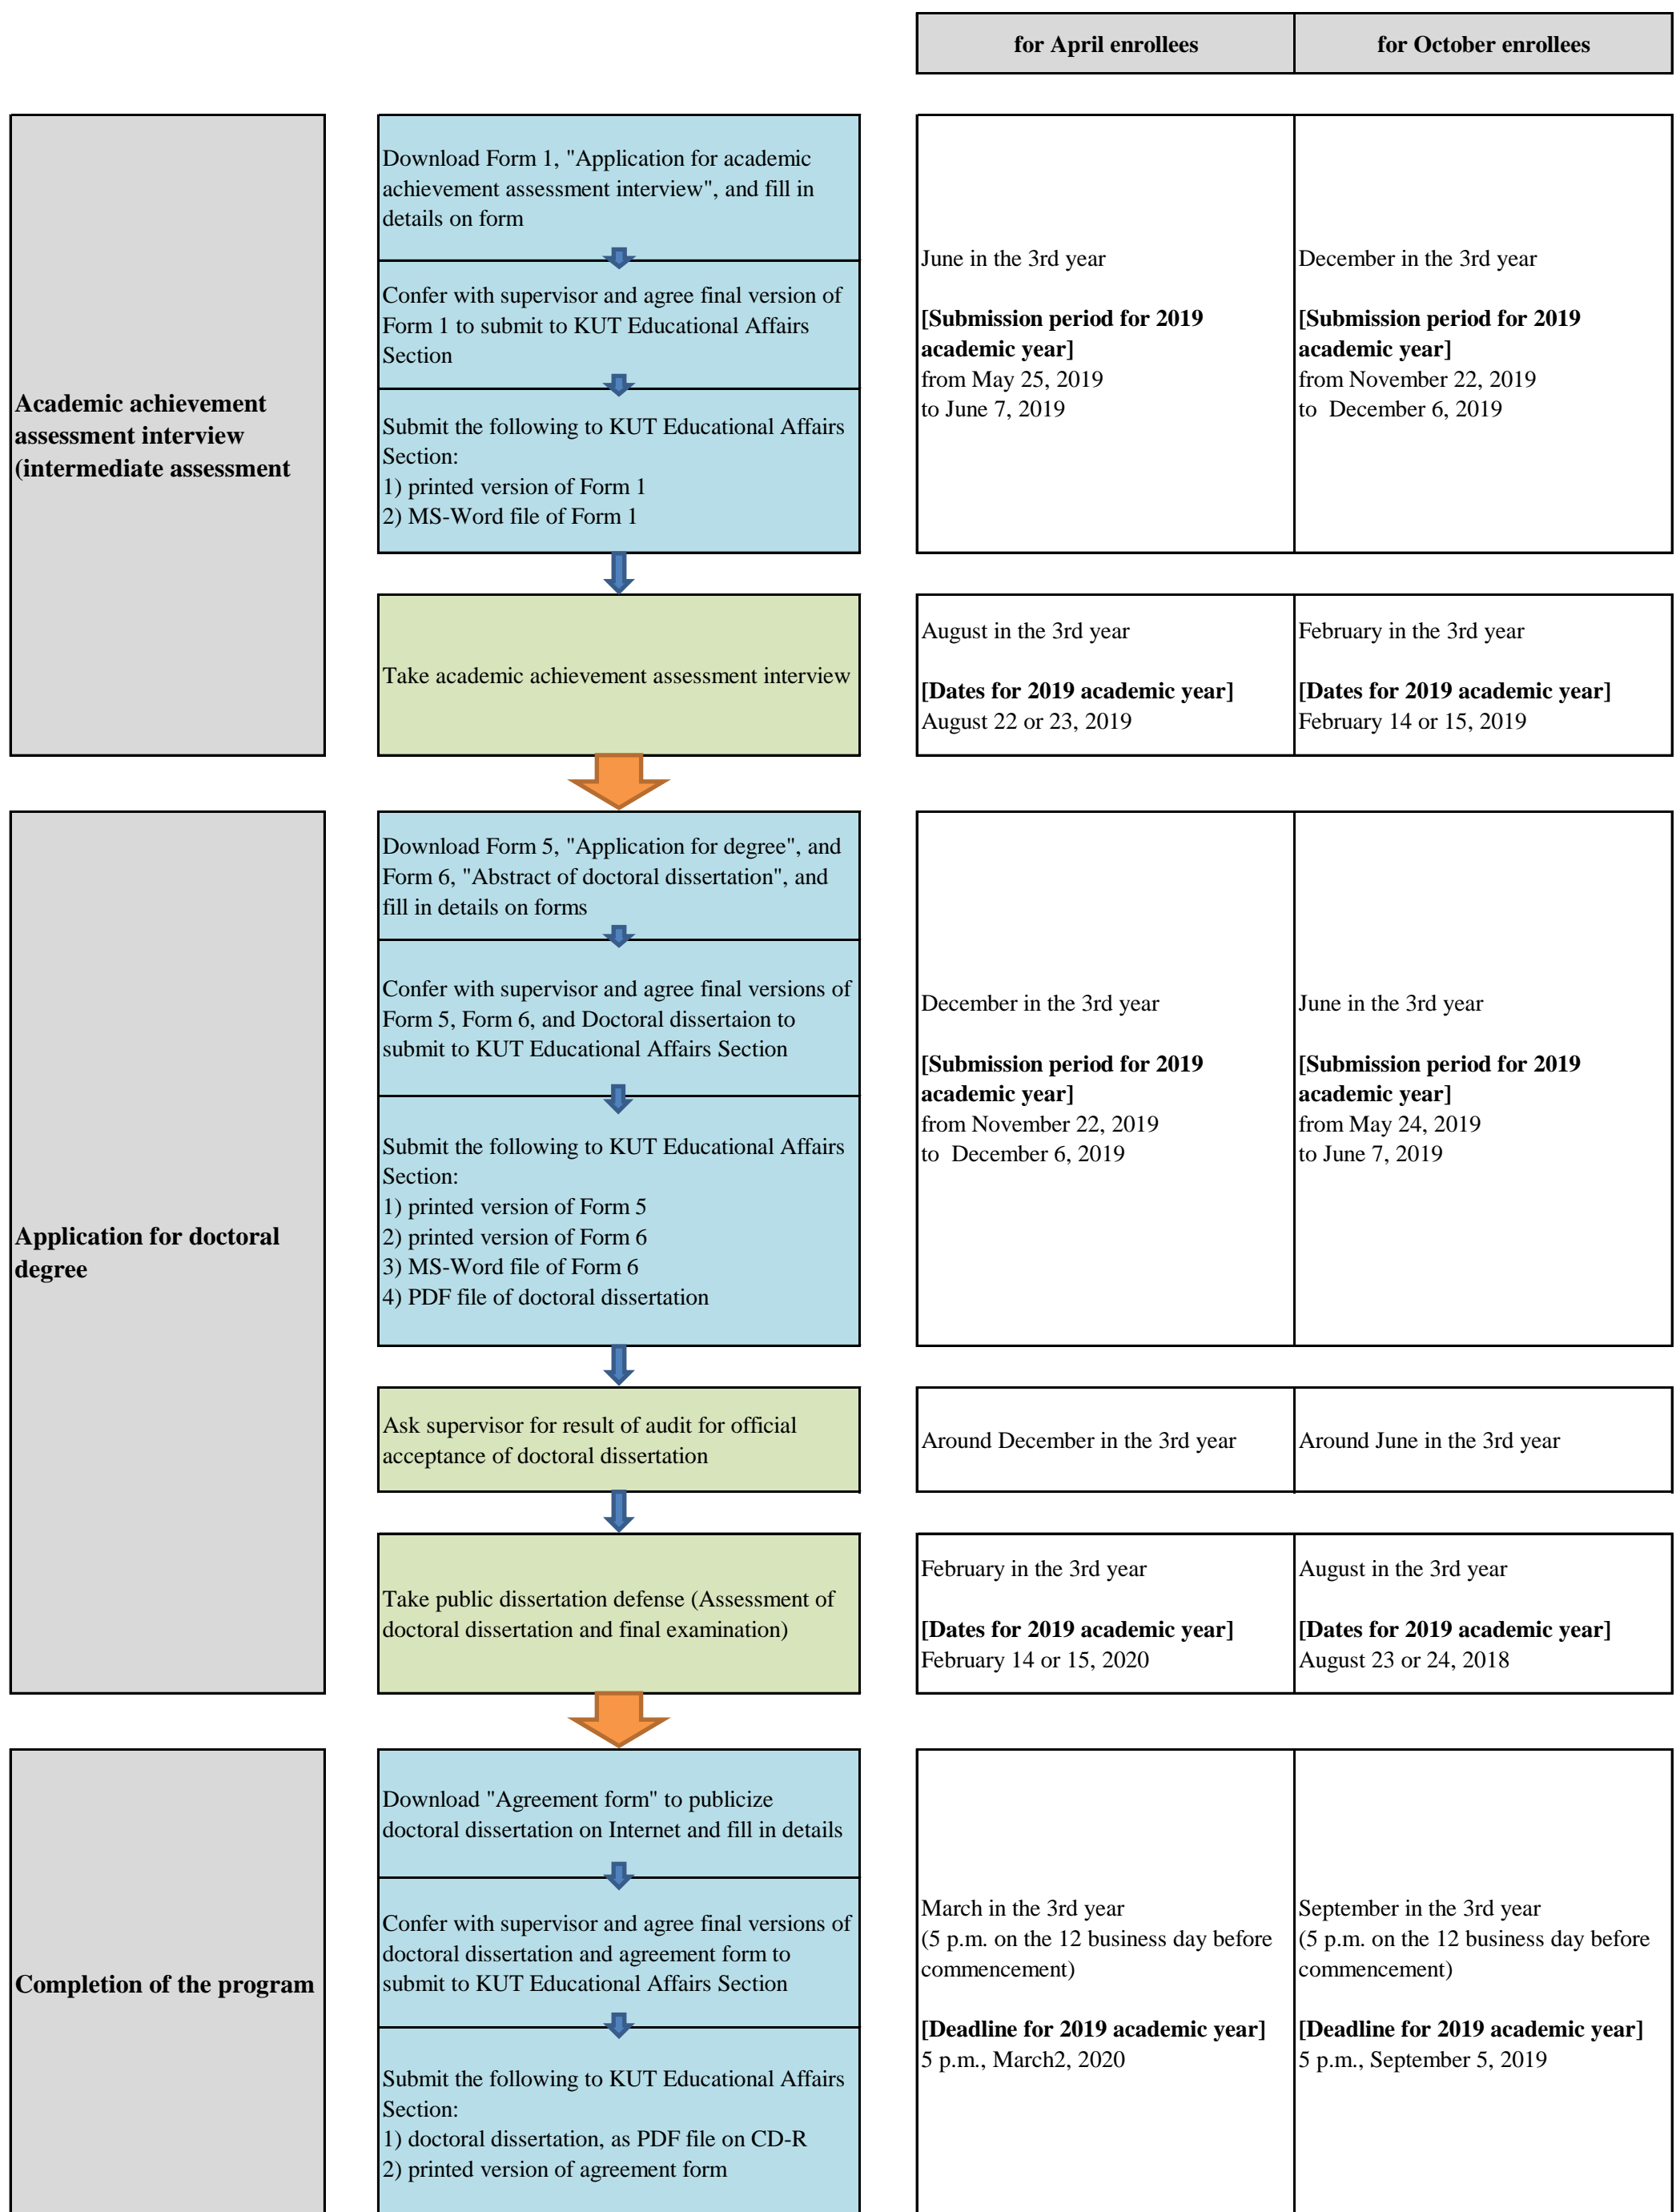 for April enrollees
for October enrollees
Academic achievement
assessment interview
(intermediate assessment
Download Form 1, "Application for academic
achievement assessment interview", and fill in
details on form
Confer with supervisor and agree final version of
Form 1 to submit to KUT Educational Affairs
Section
Submit the following to KUT Educational Affairs
Section:
1) printed version of Form 1
2) MS-Word file of Form 1
June in the 3rd year
[Submission period for 2019
academic year]
from May 25, 2019
to June 7, 2019
December in the 3rd year
[Submission period for 2019
academic year]
from November 22, 2019
to  December 6, 2019
Take academic achievement assessment interview
August in the 3rd year
[Dates for 2019 academic year]
August 22 or 23, 2019
February in the 3rd year
[Dates for 2019 academic year]
February 14 or 15, 2019
Application for doctoral
degree
Download Form 5, "Application for degree", and
Form 6, "Abstract of doctoral dissertation", and
fill in details on forms
Confer with supervisor and agree final versions of
Form 5, Form 6, and Doctoral dissertaion to
submit to KUT Educational Affairs Section
Submit the following to KUT Educational Affairs
Section:
1) printed version of Form 5
2) printed version of Form 6
3) MS-Word file of Form 6
4) PDF file of doctoral dissertation
December in the 3rd year
[Submission period for 2019
academic year]
from November 22, 2019
to  December 6, 2019
June in the 3rd year
[Submission period for 2019
academic year]
from May 24, 2019
to June 7, 2019
Ask supervisor for result of audit for official
acceptance of doctoral dissertation
Around December in the 3rd year
Around June in the 3rd year
Take public dissertation defense (Assessment of
doctoral dissertation and final examination)
February in the 3rd year
[Dates for 2019 academic year]
February 14 or 15, 2020
August in the 3rd year
[Dates for 2019 academic year]
August 23 or 24, 2018
Completion of the program
Download "Agreement form" to publicize
doctoral dissertation on Internet and fill in details
Confer with supervisor and agree final versions of
doctoral dissertation and agreement form to
submit to KUT Educational Affairs Section
Submit the following to KUT Educational Affairs
Section:
1) doctoral dissertation, as PDF file on CD-R
2) printed version of agreement form
March in the 3rd year
(5 p.m. on the 12 business day before
commencement)
[Deadline for 2019 academic year]
5 p.m., March2, 2020
September in the 3rd year
(5 p.m. on the 12 business day before
commencement)
[Deadline for 2019 academic year]
5 p.m., September 5, 2019